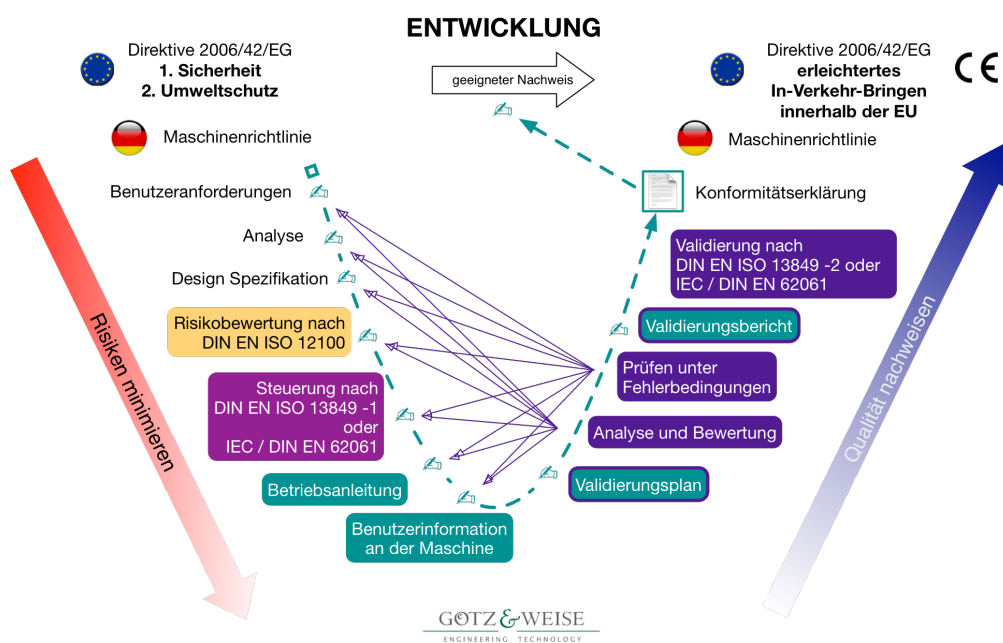 ENTWICKLUNG
Direktive 2006/42/EG
1. Sicherheit
2. Umweltschutz
geeigneter Nachweis
Direktive 2006/42/EG
erleichtertes
In-Verkehr-Bringen
innerhalb der EU
CE
Maschinenrichtlinie
Maschinenrichtlinie
Benutzeranforderungen
Konformitätserklärung
Analyse
Design Spezifikation
Validierung nach
DIN EN ISO 13849 -2 oder
IEC / DIN EN 62061
Risikobewertung nach
DIN EN ISO 12100
Validierungsbericht
Prüfen unter
Fehlerbedingungen
Steuerung nach
DIN EN ISO 13849 -1
oder
IEC / DIN EN 62061
Analyse und Bewertung
Betriebsanleitung
Validierungsplan
Benutzerinformation
an der Maschine
Risiken minimieren
Qualität nachweisen
GÖTZ & WEISE
ENGINEERING TECHNOLOGY